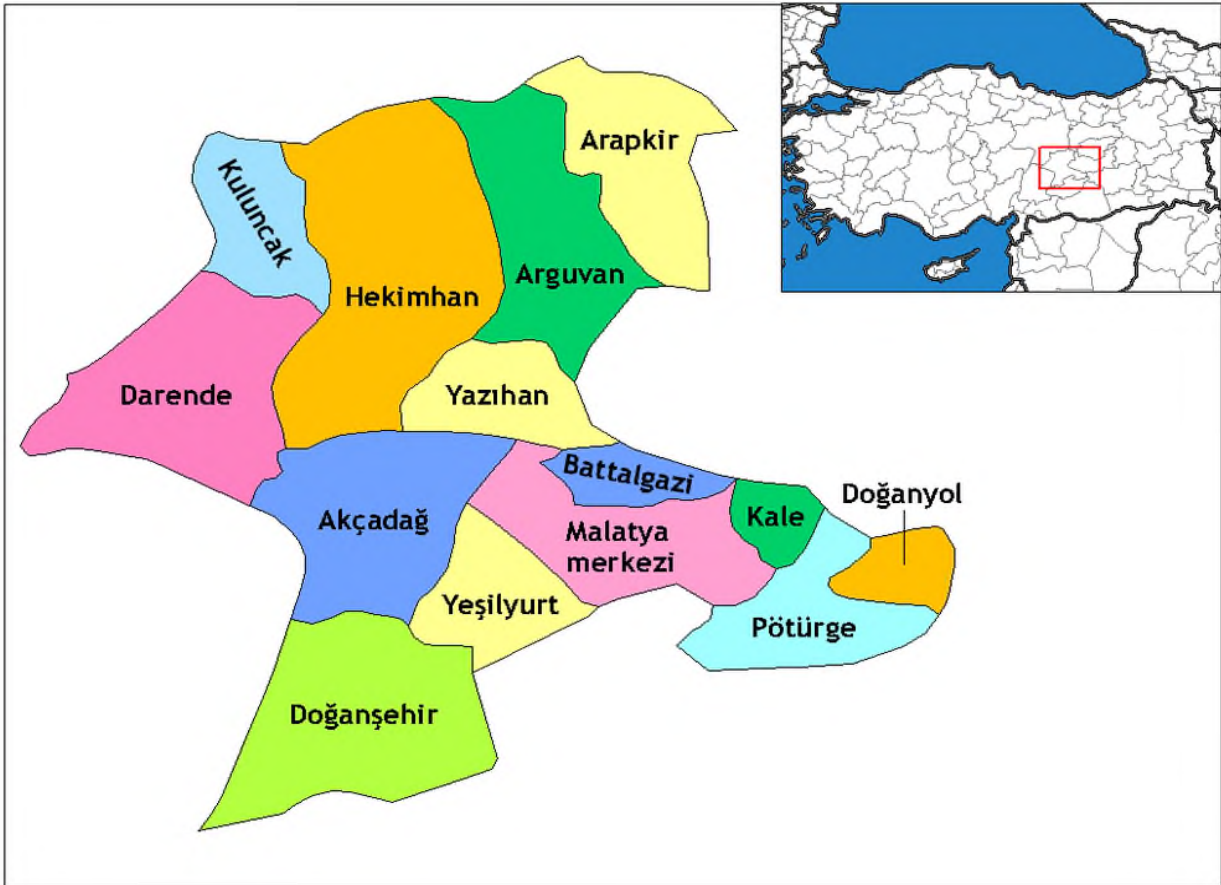 Arapkir
Kuluncak
Arguvan
Hekimhan
Darende
Yazıhan
Battalgazi
Doğanyol
Kale
Akçadağ
Malatya
merkezi
Yeşilyurt
Pötürge
Doğanşehir